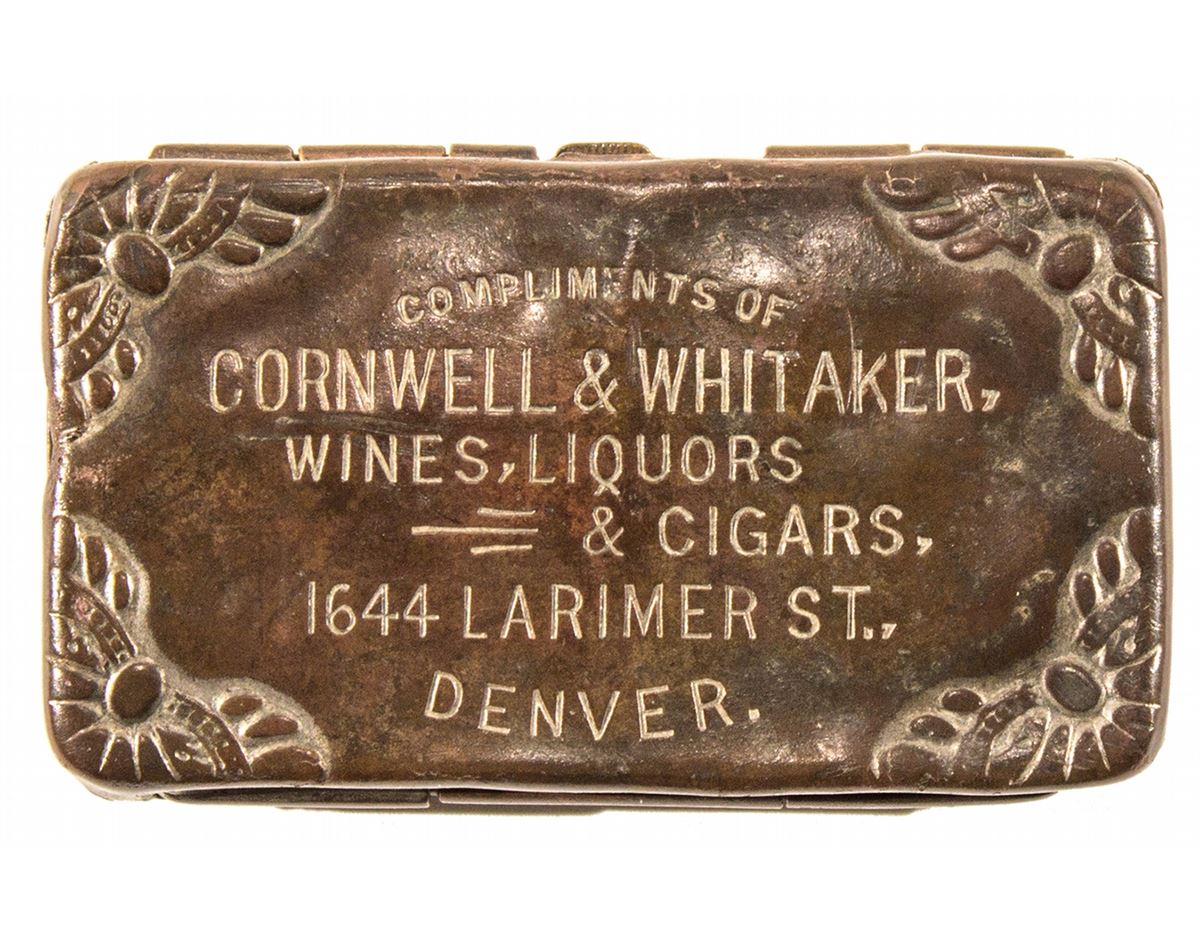 COMPLIMENTS OF
CORNWELL & WHITAKER,
WINES, LIQUORS
& CIGARS,
1644 LARIMER ST.,
DENVER.